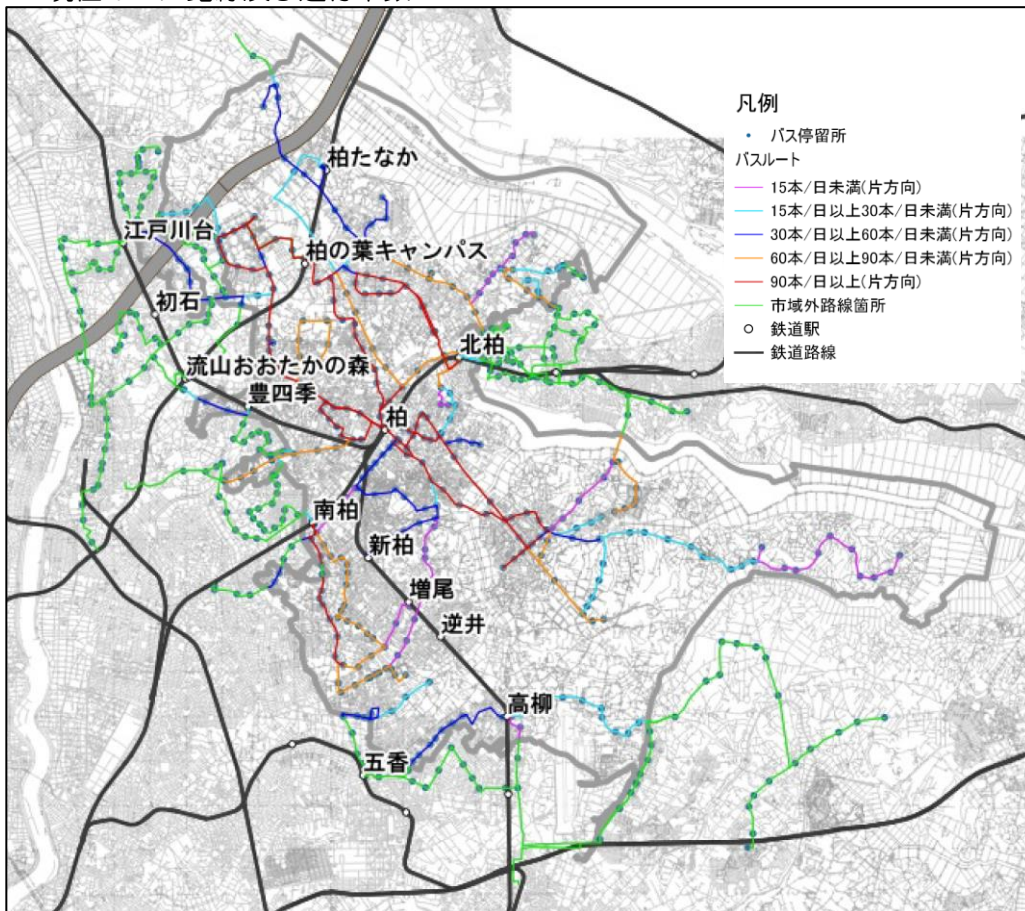 凡例
バス停留所
バスルート
15本/日未満(片方向)
15本/日以上30本/日未満(片方向)
30本/日以上60本/日未満(片方向)
60本/日以上90本/日未満(片方向)
90本/日以上(片方向)
市域外路線箇所
鉄道駅
鉄道路線
柏たなか
江戸川台
柏の葉キャンパス
初石
北柏
流山おおたかの森
豊四季
柏
南柏
新柏
増尾
逆井
高柳
五香